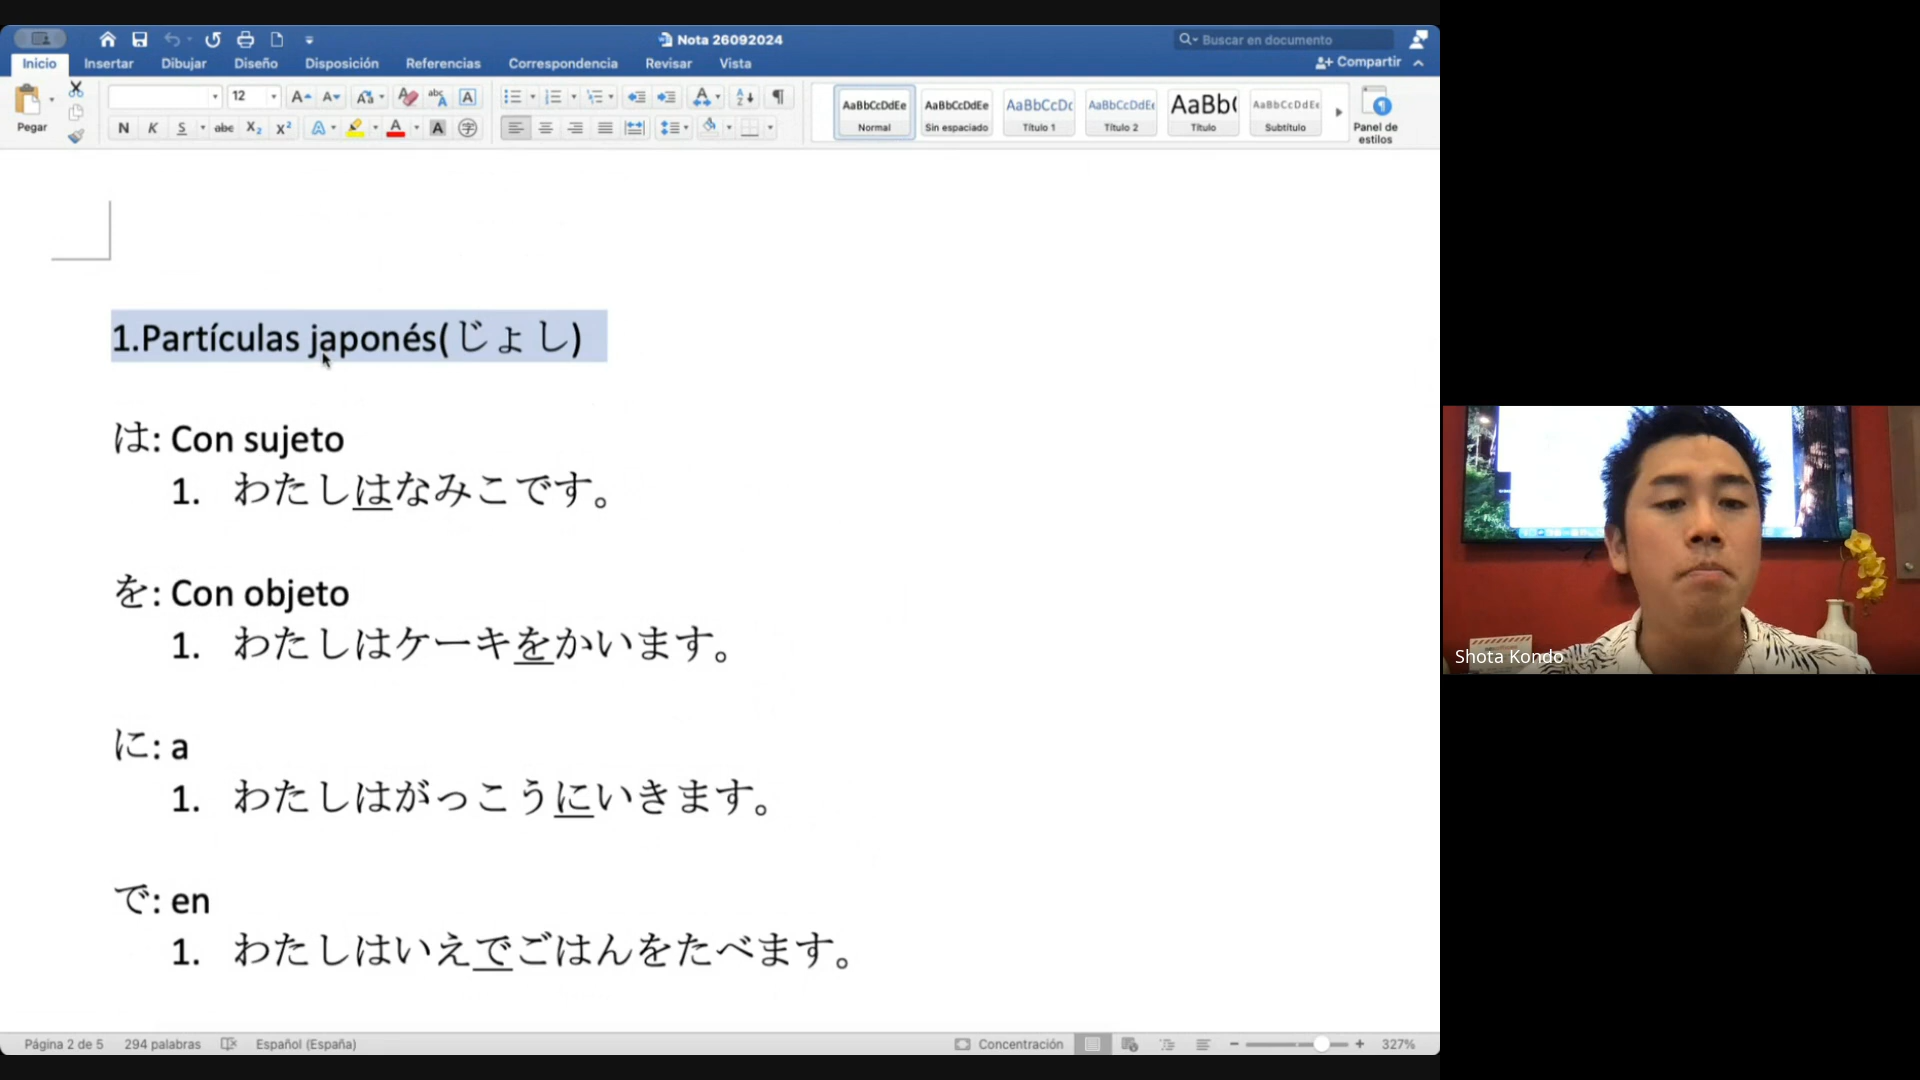 Nota 26092024
Buscar en documento
Inicio
Insertar
Dibujar
Diseño
Disposición
Referencias
Correspondencia
Revisar
Vista
Compartir
Pegar
12
N K S abc X₂ X²
AaBbCcDdEe
Normal
AaBbCcDdEe
Sin espaciado
AaBbCcDc
Título 1
AaBbCcDdEe
Título 2
AaBb(
Título
AaBbCcDdEe
Subtítulo
Panel de
estilos
1.Partículas japonés(じょし)
は: Con sujeto
1. わたしはなみこです。
を: Con objeto
1. わたしはケーキをかいます。
に: a
1. わたしはがっこうにいきます。
で: en
1. わたしはいえでごはんをたべます。
Página 2 de 5
294 palabras
Español (España)
Concentración
327%
Shota Kondo